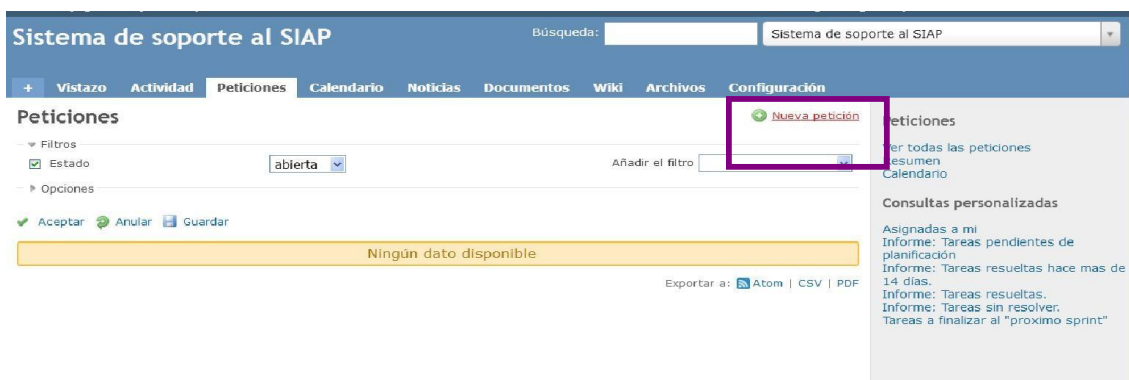 Sistema de soporte al SIAP
Búsqueda:
Sistema de soporte al SIAP
+ Vistazo Actividad Peticiones Calendario Noticias Documentos Wiki Archivos Configuración
Peticiones
Nueva petición
Filtros
Estado abierta Añadir el filtro
Opciones
Aceptar Anular Guardar
Ningún dato disponible
Exportar a: Atom | CSV | PDF
Peticiones
Ver todas las peticiones
Resumen
Calendario
Consultas personalizadas
Asignadas a mi
Informe: Tareas pendientes de
planificación
Informe: Tareas resueltas hace mas de
14 días.
Informe: Tareas resueltas.
Informe: Tareas sin resolver.
Tareas a finalizar al "proximo sprint"